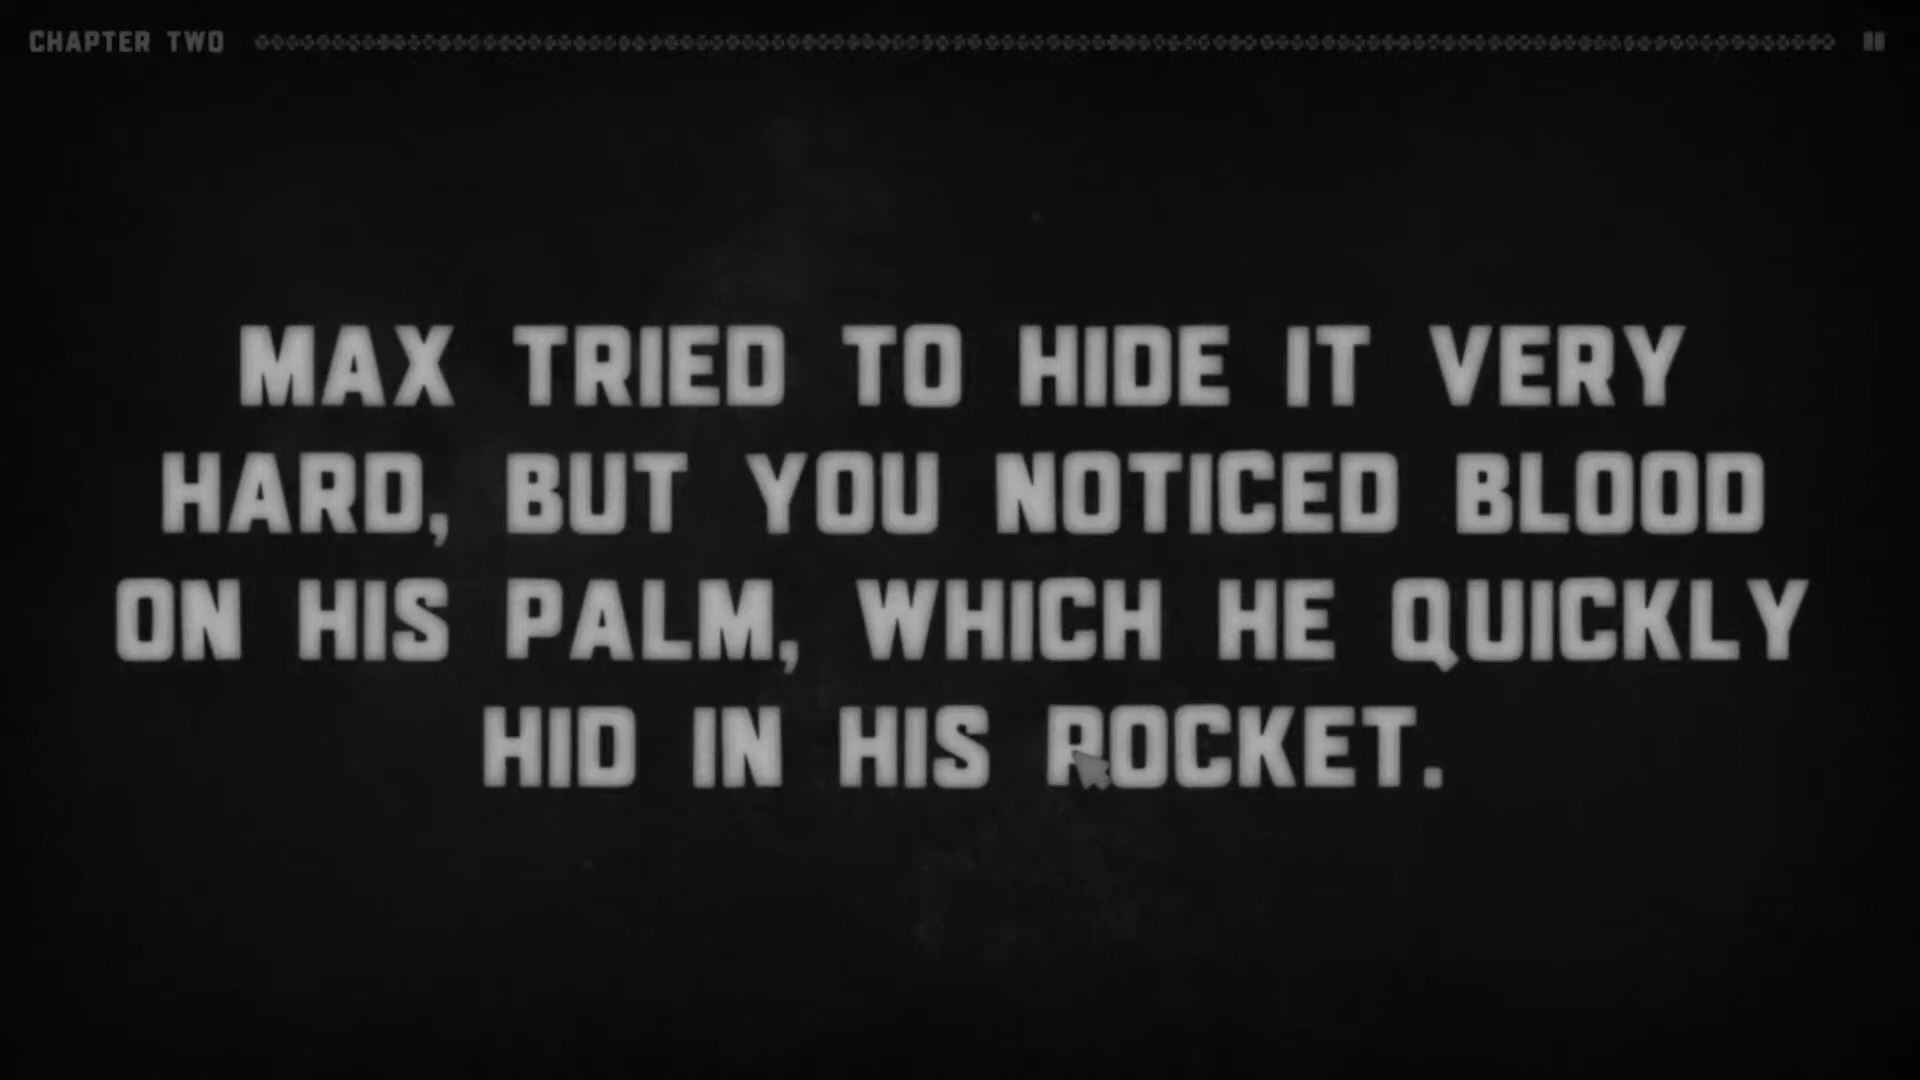 CHAPTER TWO
MAX TRIED TO HIDE IT VERY
HARD, BUT YOU NOTICED BLOOD
ON HIS PALM, WHICH HE QUICKLY
HID IN HIS POCKET.